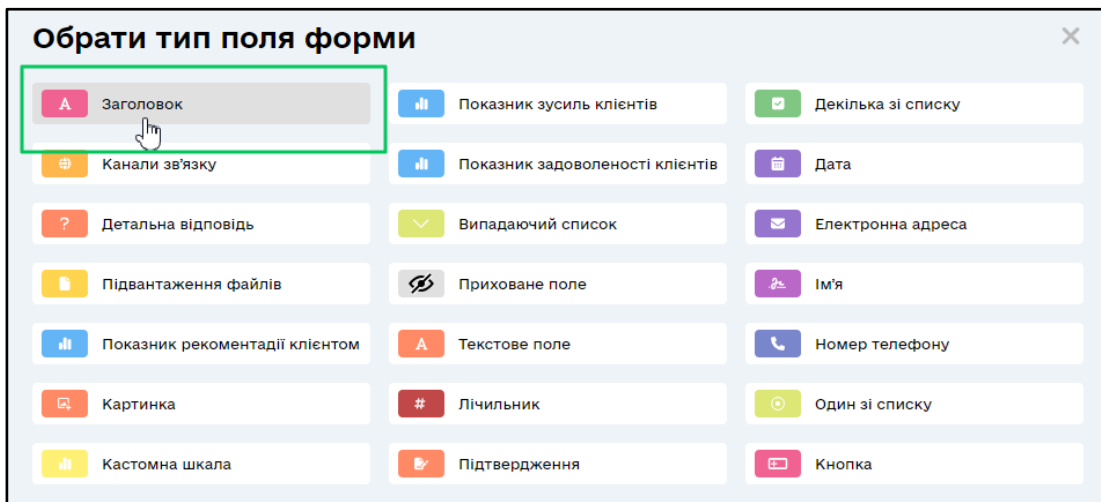 Обрати тип поля форми
Заголовок
Показник зусиль клієнтів
Декілька зі списку
Канали зв'язку
Показник задоволеності клієнтів
Дата
Детальна відповідь
Випадаючий список
Електронна адреса
Підвантаження файлів
Приховане поле
Ім'я
Показник рекоментадії клієнтом
Текстове поле
Номер телефону
Картинка
Лічильник
Один зі списку
Кастомна шкала
Підтвердження
Кнопка